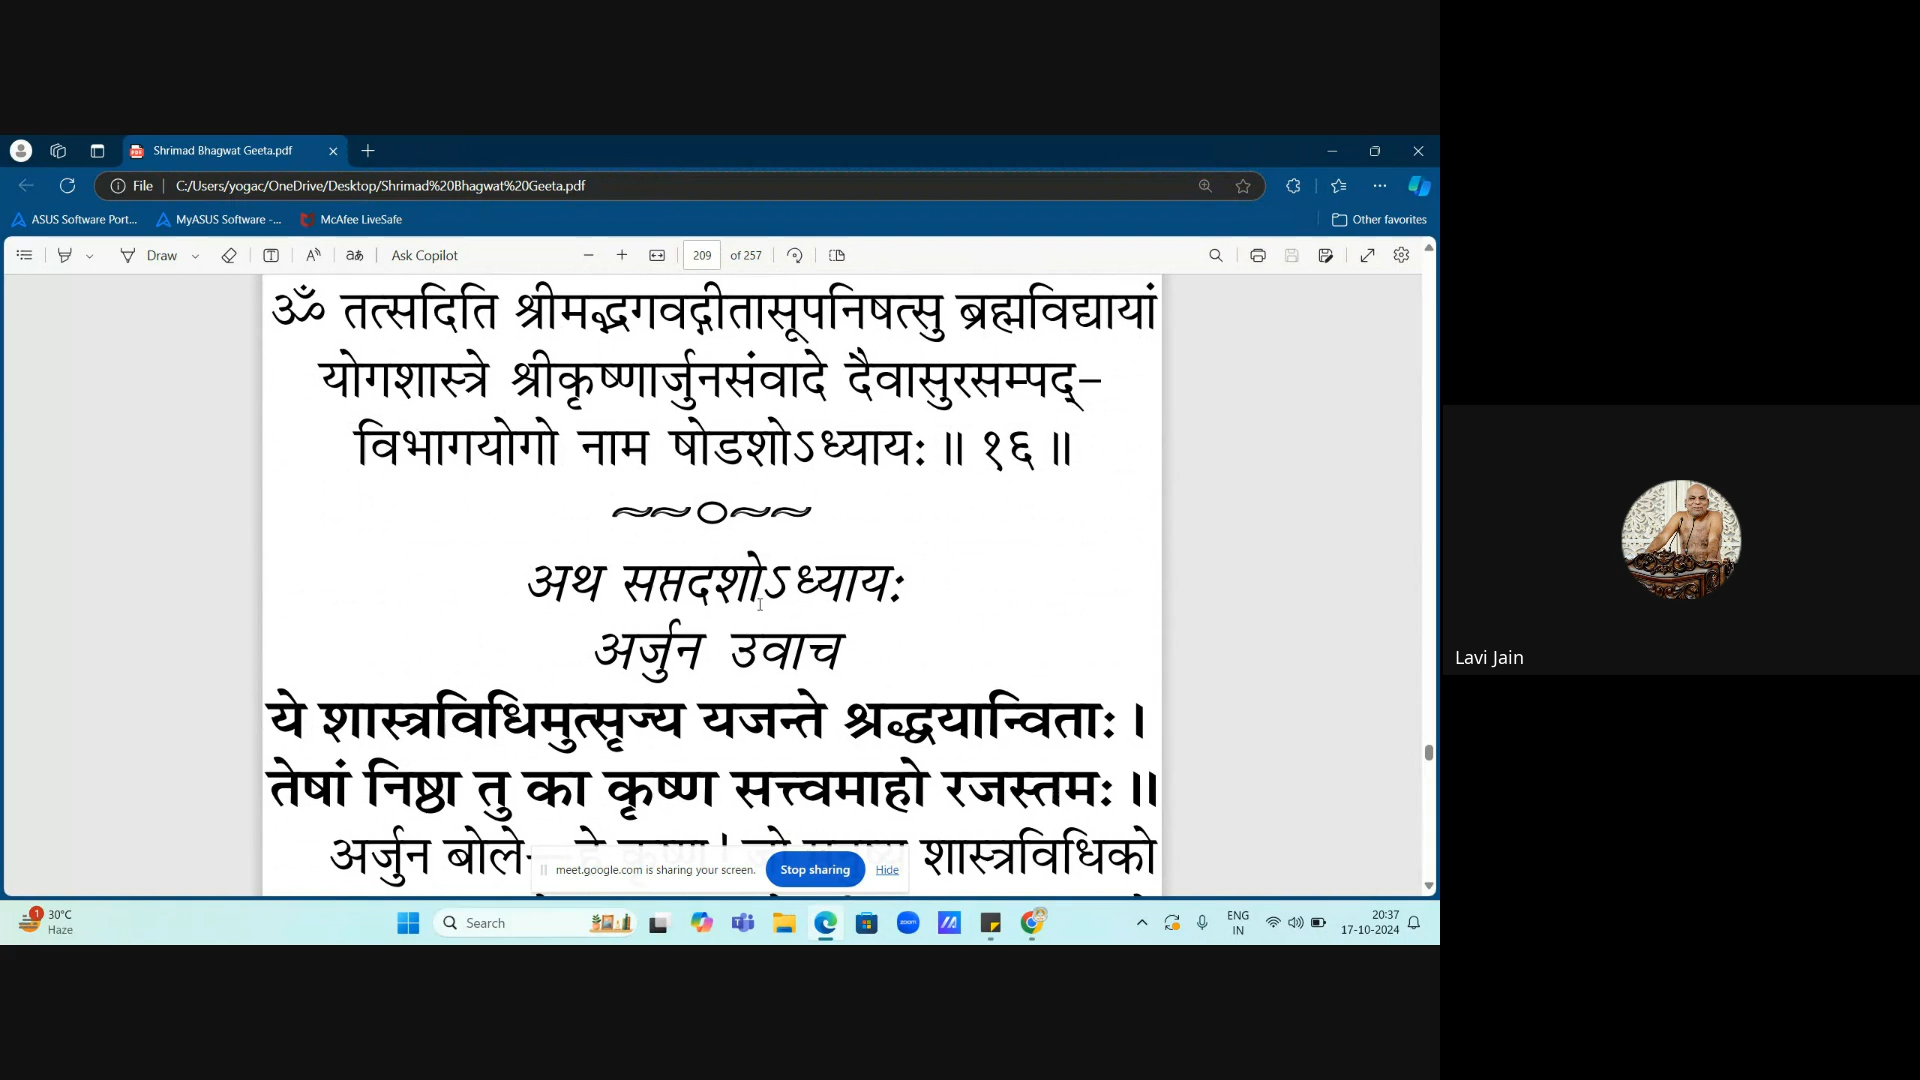 Shrimad Bhagwat Geeta.pdf
File C:/Users/yogac/OneDrive/Desktop/Shrimad%20Bhagwat%20Geeta.pdf
ASUS Software Port... MyASUS Software -... McAfee LiveSafe Other favorites
Draw aあ Ask Copilot 209 of 257
ॐ तत्सदिति श्रीमद्भगवद्गीतासूपनिषत्सु ब्रह्मविद्यायां
योगशास्त्रे श्रीकृष्णार्जुनसंवादे दैवासुरसम्पद्-
विभागयोगो नाम षोडशोऽध्यायः ॥ १६ ॥
अथ सप्तदशोऽध्यायः
अर्जुन उवाच
ये शास्त्रविधिमुत्सृज्य यजन्ते श्रद्धयान्विताः ।
तेषां निष्ठा तु का कृष्ण सत्त्वमाहो रजस्तमः ॥
अर्जुन बोले— शास्त्रविधिको
meet.google.com is sharing your screen. Stop sharing Hide
Lavi Jain
1 30°C
Haze
Search
zoom
ENG
IN
20:37
17-10-2024